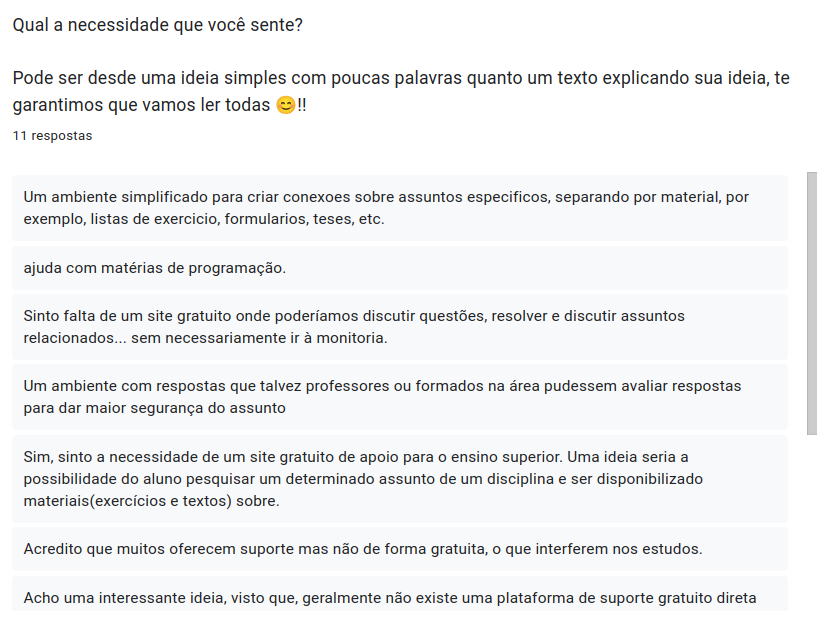 Qual a necessidade que você sente?
Pode ser desde uma ideia simples com poucas palavras quanto um texto explicando sua ideia, te
garantimos que vamos ler todas 😊!!
11 respostas
Um ambiente simplificado para criar conexoes sobre assuntos especificos, separando por material, por
exemplo, listas de exercicio, formularios, teses, etc.
ajuda com matérias de programação.
Sinto falta de um site gratuito onde poderíamos discutir questões, resolver e discutir assuntos
relacionados... sem necessariamente ir à monitoria.
Um ambiente com respostas que talvez professores ou formados na área pudessem avaliar respostas
para dar maior segurança do assunto
Sim, sinto a necessidade de um site gratuito de apoio para o ensino superior. Uma ideia seria a
possibilidade do aluno pesquisar um determinado assunto de um disciplina e ser disponibilizado
materiais(exercícios e textos) sobre.
Acredito que muitos oferecem suporte mas não de forma gratuita, o que interferem nos estudos.
Acho uma interessante ideia, visto que, geralmente não existe uma plataforma de suporte gratuito direta